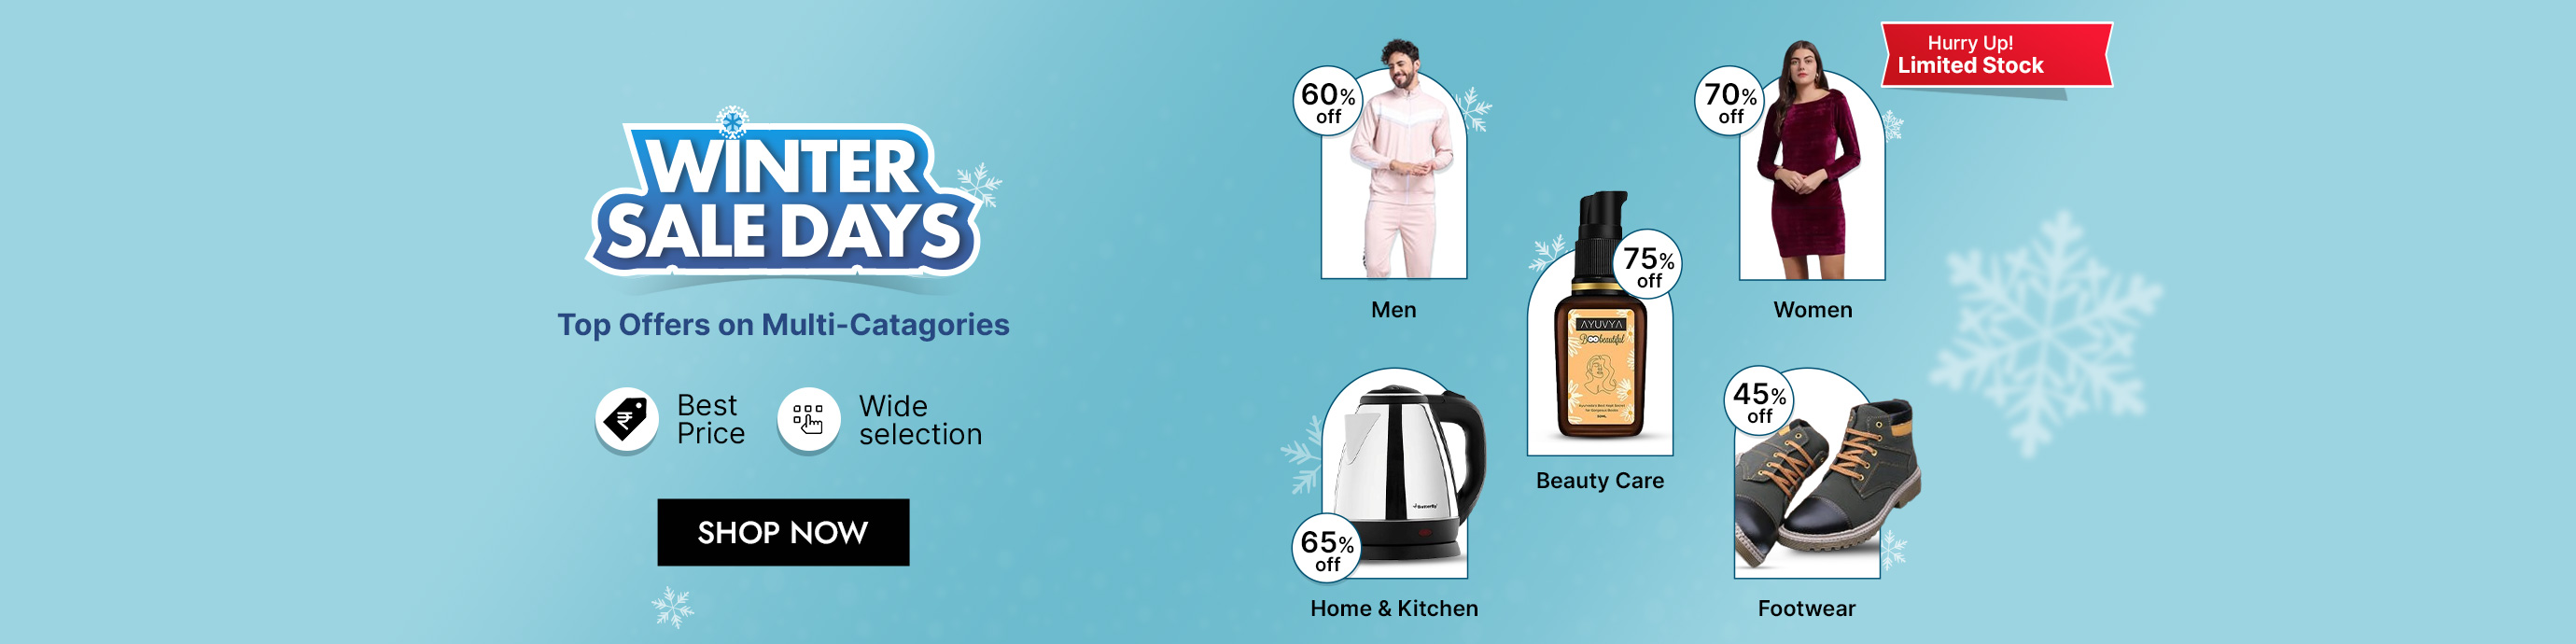 WINTER
SALE DAYS
Top Offers on Multi-Catagories
Best
Price
Wide
selection
SHOP NOW
Hurry Up!
Limited Stock
60%
off
Men
70%
off
Women
75%
off
AYUVYA
Beauty Care
65%
off
Butterfly
Home & Kitchen
45%
off
Footwear